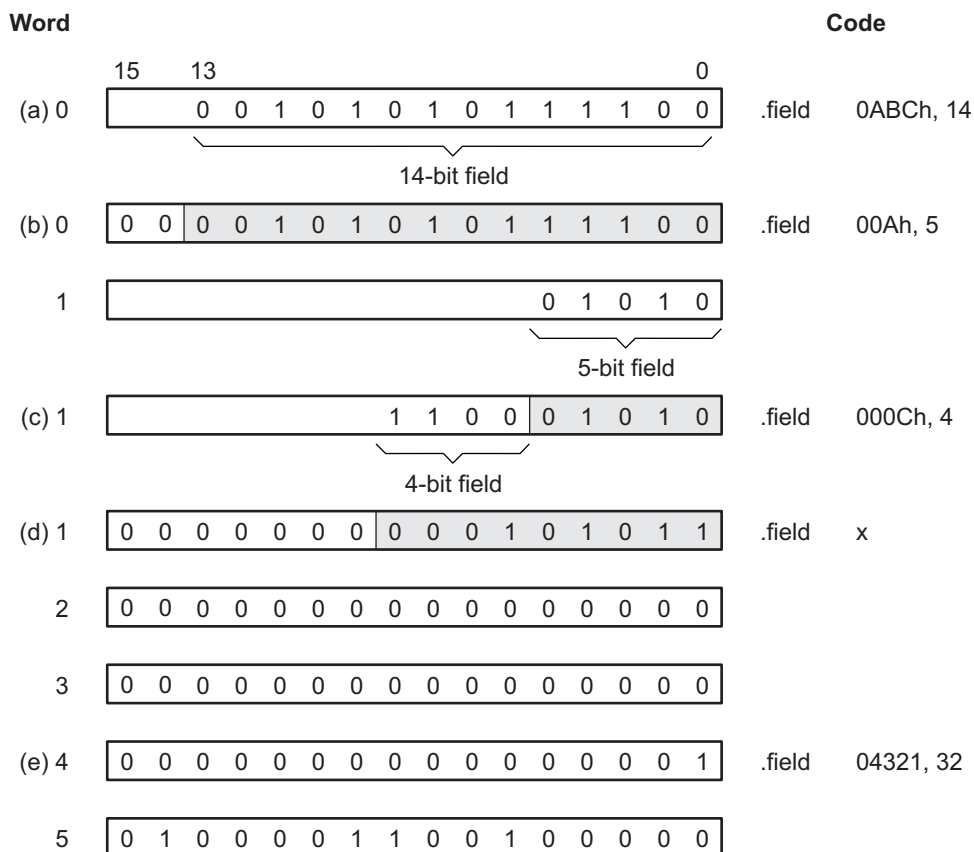 Word Code
15 13 0
(a) 0 0 0 1 0 1 0 1 0 1 1 1 1 0 0 .field 0ABCh, 14
14-bit field
(b) 0 0 0 0 0 1 0 1 0 1 0 1 1 1 1 0 0 .field 00Ah, 5
1 0 1 0 1 0
5-bit field
(c) 1 1 1 0 0 0 1 0 1 0 .field 000Ch, 4
4-bit field
(d) 1 0 0 0 0 0 0 0 0 0 0 1 0 1 0 1 1 .field x
2 0 0 0 0 0 0 0 0 0 0 0 0 0 0 0 0
3 0 0 0 0 0 0 0 0 0 0 0 0 0 0 0 0
(e) 4 0 0 0 0 0 0 0 0 0 0 0 0 0 0 0 1 .field 04321, 32
5 0 1 0 0 0 0 1 1 0 0 1 0 0 0 0 0